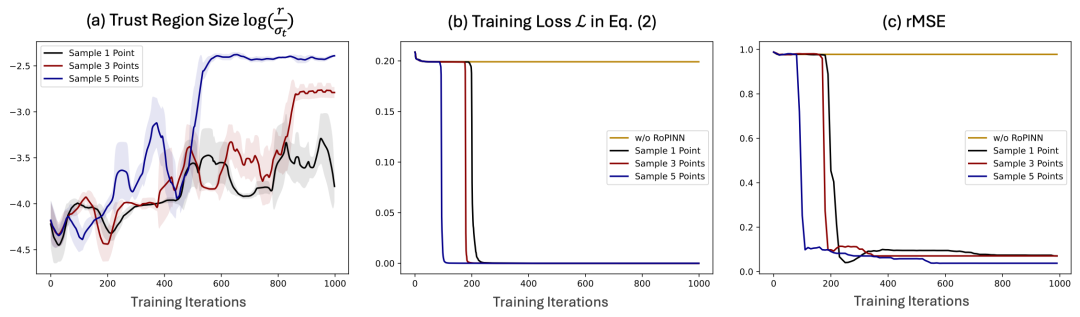 (a) Trust Region Size log(r/σₜ)
Sample 1 Point
Sample 3 Points
Sample 5 Points
−2.5
−3.0
−3.5
−4.0
−4.5
0
200
400
600
800
1000
Training Iterations
(b) Training Loss ℒ in Eq. (2)
0.20
0.15
0.10
0.05
0.00
w/o RoPINN
Sample 1 Point
Sample 3 Points
Sample 5 Points
0
200
400
600
800
1000
Training Iterations
(c) rMSE
1.0
0.8
0.6
0.4
0.2
0.0
w/o RoPINN
Sample 1 Point
Sample 3 Points
Sample 5 Points
0
200
400
600
800
1000
Training Iterations